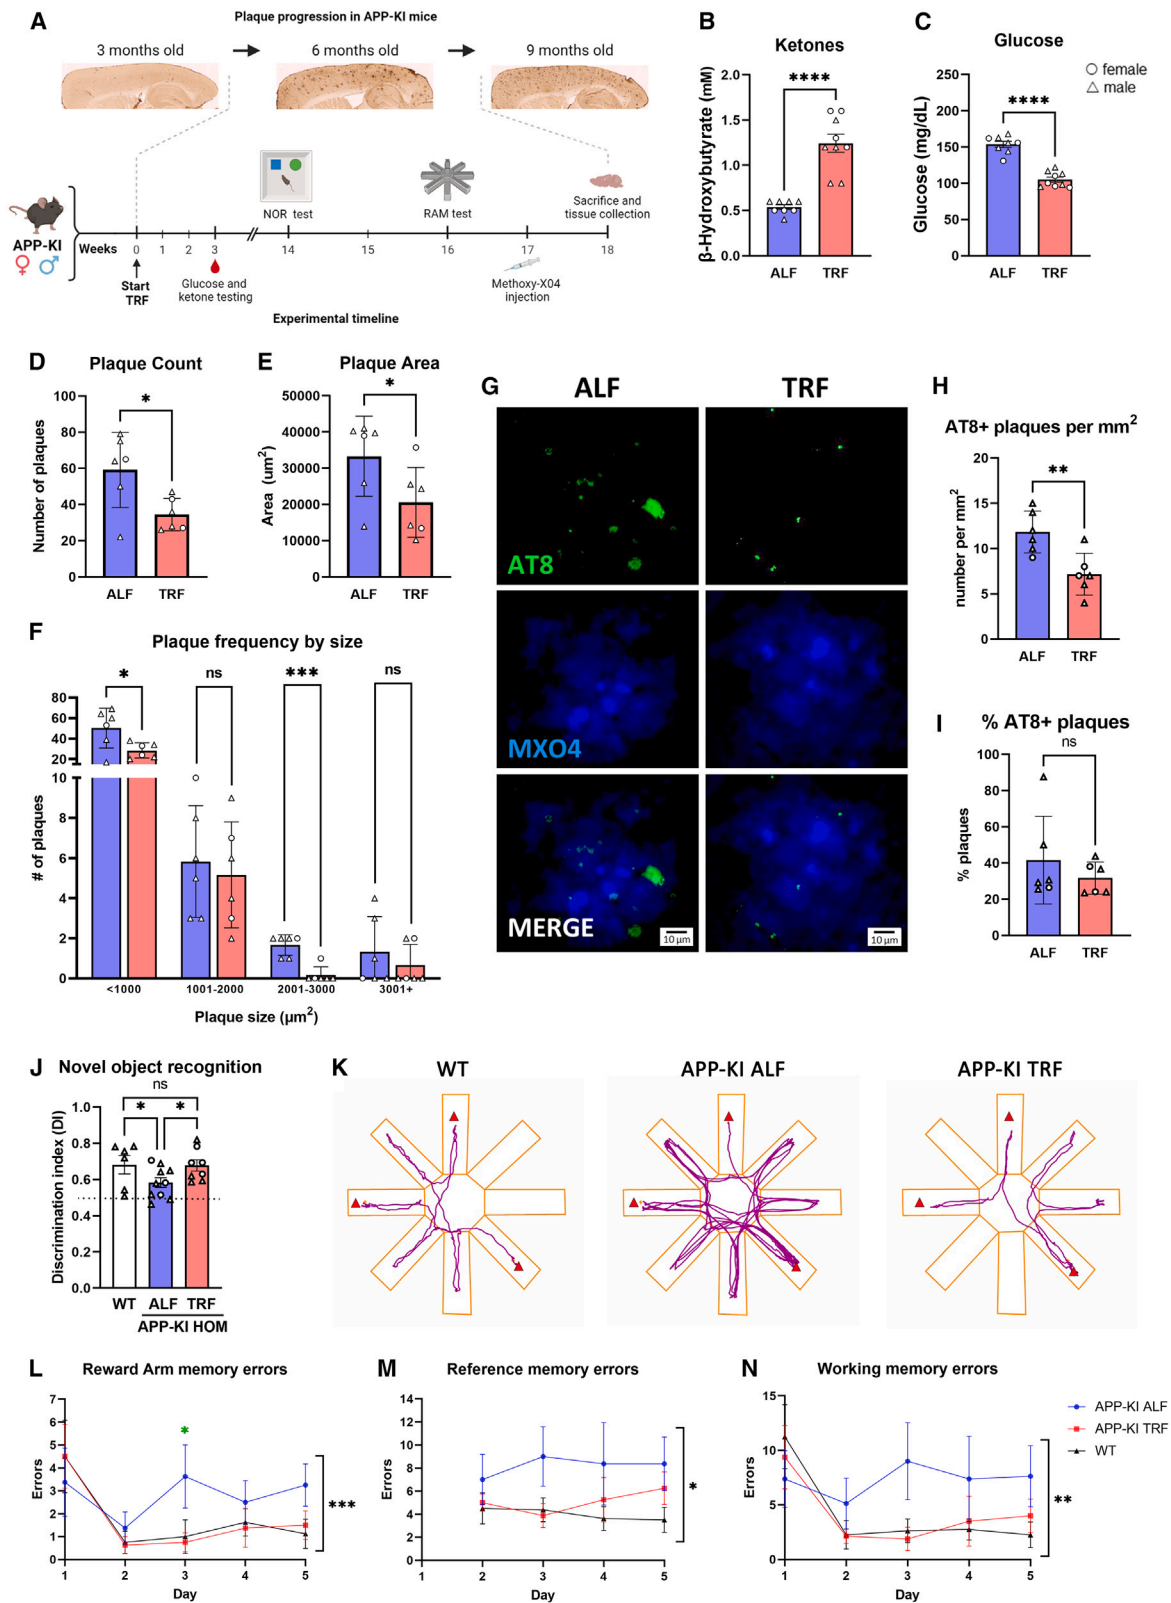 A
Plaque progression in APP-KI mice
3 months old
6 months old
9 months old
NOR test
RAM test
Sacrifice and
tissue collection
APP-KI
♀ ♂
Weeks 0 1 2 3 14 15 16 17 18
Start
TRF
Glucose and
ketone testing
Methoxy-X04
injection
Experimental timeline
B
Ketones
β-Hydroxybutyrate (mM)
2.0
1.5
1.0
0.5
0.0
****
ALF TRF
C
Glucose
Glucose (mg/dL)
250
200
150
100
50
0
****
ALF TRF
female
male
D
Plaque Count
Number of plaques
100
80
60
40
20
0
*
ALF TRF
E
Plaque Area
Area (um²)
50000
40000
30000
20000
10000
0
*
ALF TRF
F
Plaque frequency by size
# of plaques
80
60
40
20
10
8
6
4
2
0
*
ns
***
ns
<1000 1001-2000 2001-3000 3001+
Plaque size (µm²)
G
ALF TRF
AT8
MXO4
MERGE
10 µm
10 µm
H
AT8+ plaques per mm²
number per mm²
20
15
10
5
0
**
ALF TRF
I
% AT8+ plaques
% plaques
100
80
60
40
20
0
ns
ALF TRF
J
Novel object recognition
Discrimination index (DI)
1.0
0.8
0.6
0.4
0.2
0.0
ns
* *
WT ALF TRF
APP-KI HOM
K
WT
APP-KI ALF
APP-KI TRF
L
Reward Arm memory errors
Errors
7
6
5
4
3
2
1
0
*
***
1 2 3 4 5
Day
M
Reference memory errors
Errors
14
12
10
8
6
4
2
0
*
1 2 3 4 5
Day
N
Working memory errors
Errors
15
10
5
0
**
1 2 3 4 5
Day
APP-KI ALF
APP-KI TRF
WT